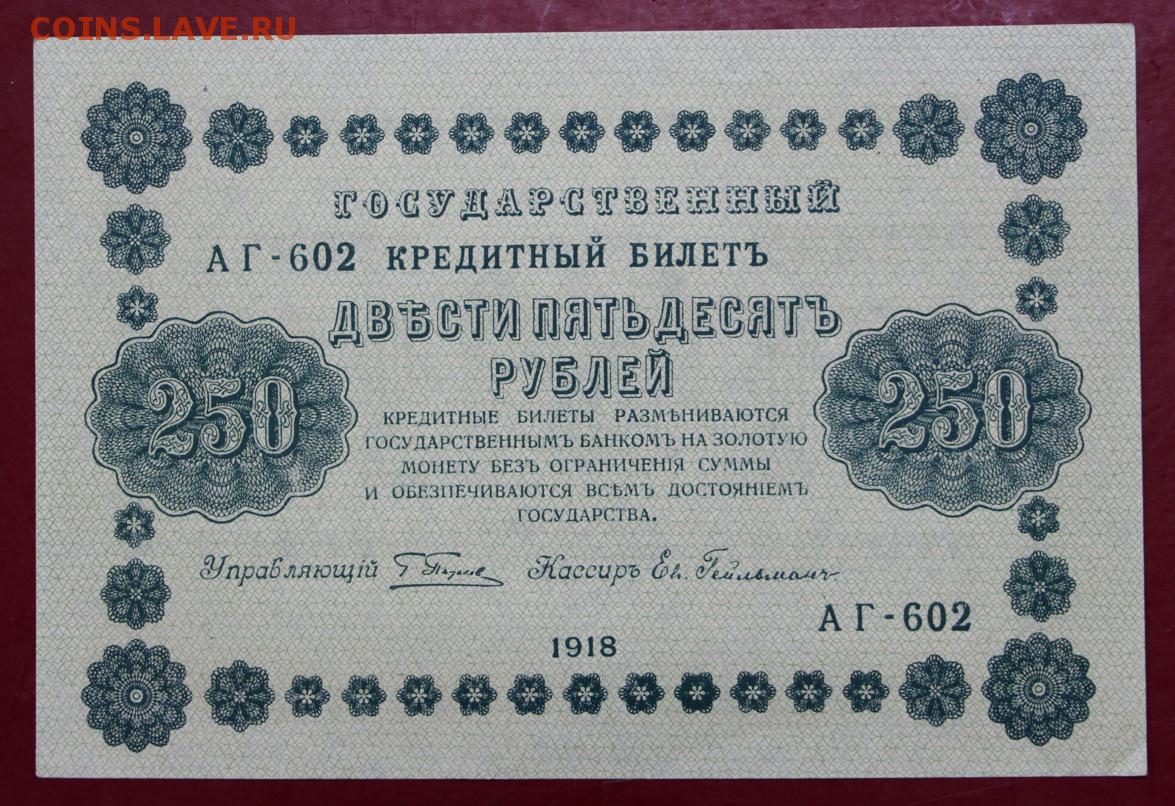 COINS.LAVE.RU
ГОСУДАРСТВЕННЫЙ
АГ-602 КРЕДИТНЫЙ БИЛЕТЪ
ДВѢСТИ ПЯТЬДЕСЯТЪ
РУБЛЕЙ
250
250
КРЕДИТНЫЕ БИЛЕТЫ РАЗМѢНИВАЮТСЯ
ГОСУДАРСТВЕННЫМЪ БАНКОМЪ НА ЗОЛОТУЮ
МОНЕТУ БЕЗЪ ОГРАНИЧЕНІЯ СУММЫ
И ОБЕЗПЕЧИВАЮТСЯ ВСѢМЪ ДОСТОЯНІЕМЪ
ГОСУДАРСТВА.
Управляющій Г Пятаков Кассиръ Ев. Гейльманъ
АГ-602
1918